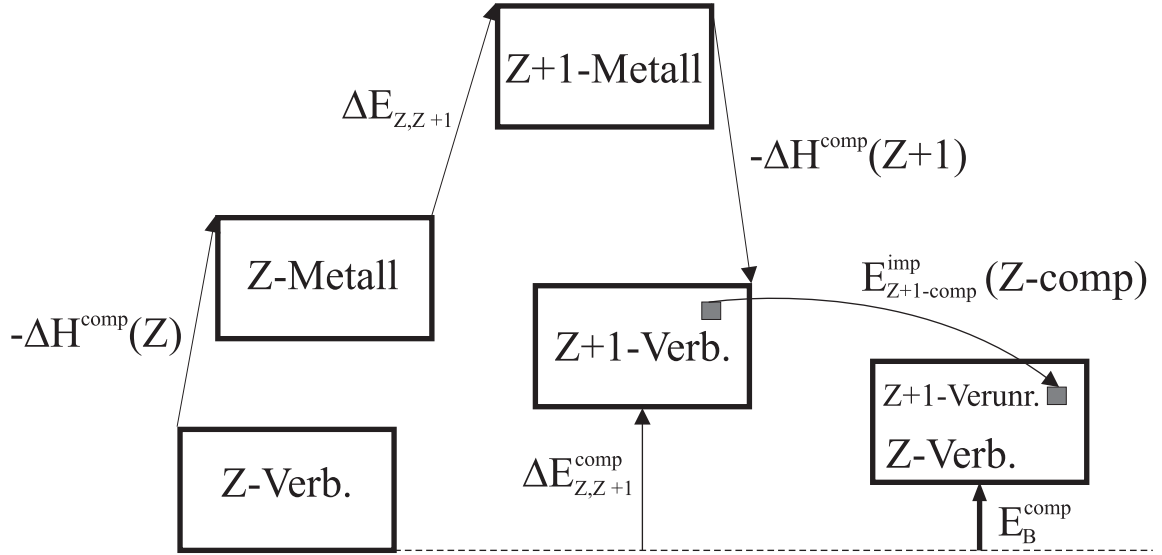 Z+1-Metall
ΔE_{Z,Z+1}
-ΔH^{comp}(Z+1)
Z-Metall
E^{imp}_{Z+1-comp} (Z-comp)
-ΔH^{comp}(Z)
Z+1-Verb.
Z+1-Verunr.
Z-Verb.
Z-Verb.
ΔE^{comp}_{Z,Z+1}
E^{comp}_{B}